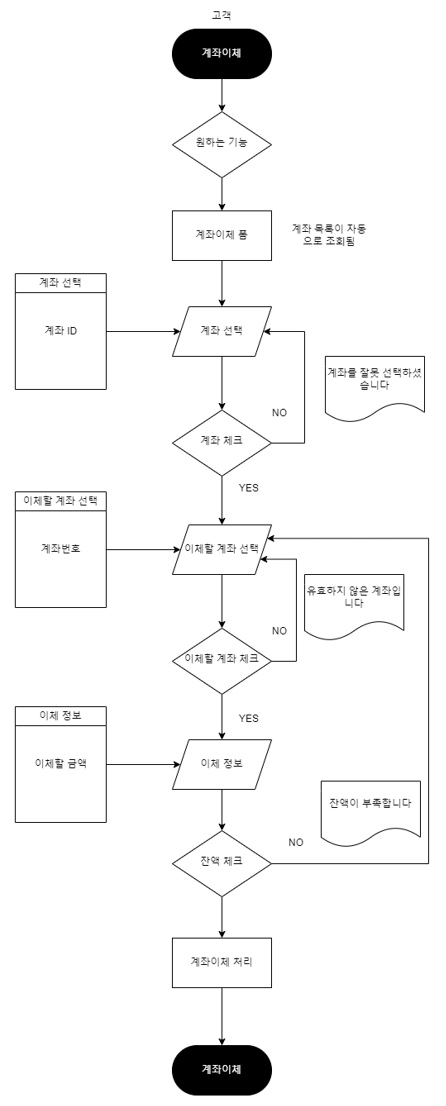 고객
계좌이체
원하는 기능
계좌이체 폼
계좌 목록이 자동
으로 조회됨
계좌 선택
계좌 ID
계좌 선택
계좌를 잘못 선택하셨
습니다
NO
계좌 체크
YES
이체할 계좌 선택
계좌번호
이체할 계좌 선택
유효하지 않은 계좌입
니다
NO
이체할 계좌 체크
YES
이체 정보
이체할 금액
이체 정보
잔액이 부족합니다
NO
잔액 체크
계좌이체 처리
계좌이체